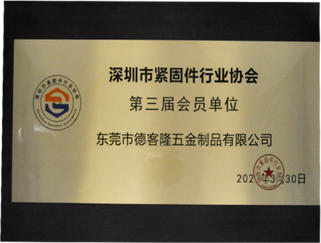 深圳市紧固件行业协会
第三届会员单位
东莞市德客隆五金制品有限公司